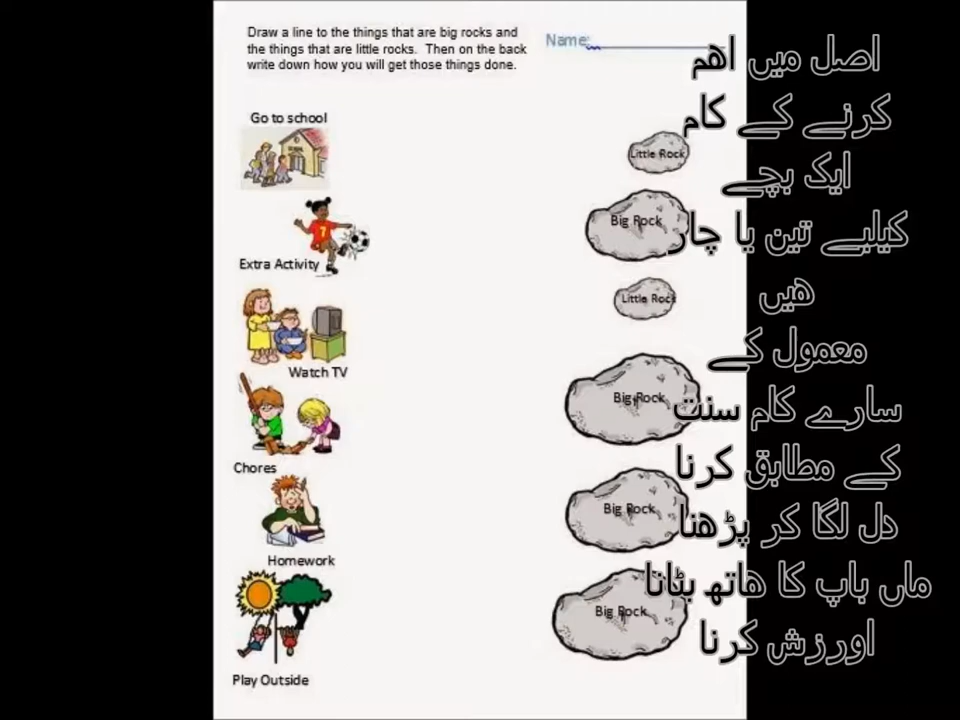 Draw a line to the things that are big rocks and
the things that are little rocks. Then on the back
write down how you will get those things done.
Name:
Go to school
Extra Activity
Watch TV
Chores
Homework
Play Outside
Little Rock
Big Rock
Little Rock
Big Rock
Big Rock
Big Rock
اصل میں اھم
کرنے کے کام
ایک بچے
کیلیے تین یا چار
ھیں
معمول کے
سارے کام سنت
کے مطابق کرنا
دل لگا کر پڑھنا
ماں باپ کا ھاتھ بٹانا
اورزش کرنا